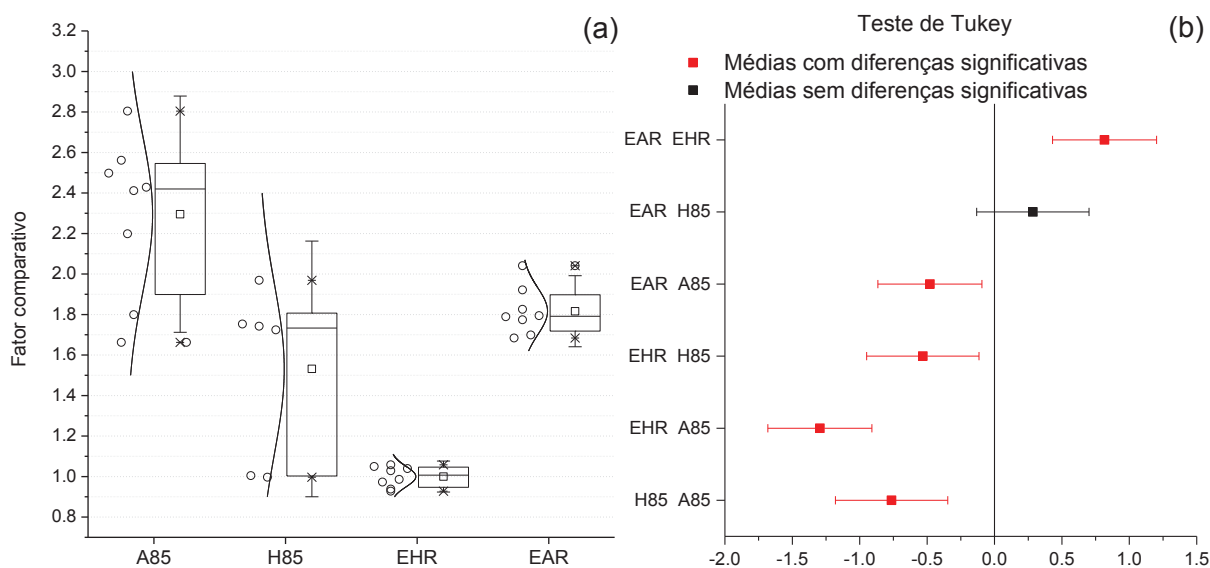 (a)
Fator comparativo
3.2
3.0
2.8
2.6
2.4
2.2
2.0
1.8
1.6
1.4
1.2
1.0
0.8
A85 H85 EHR EAR
Teste de Tukey
(b)
Médias com diferenças significativas
Médias sem diferenças significativas
EAR EHR
EAR H85
EAR A85
EHR H85
EHR A85
H85 A85
-2.0 -1.5 -1.0 -0.5 0.0 0.5 1.0 1.5